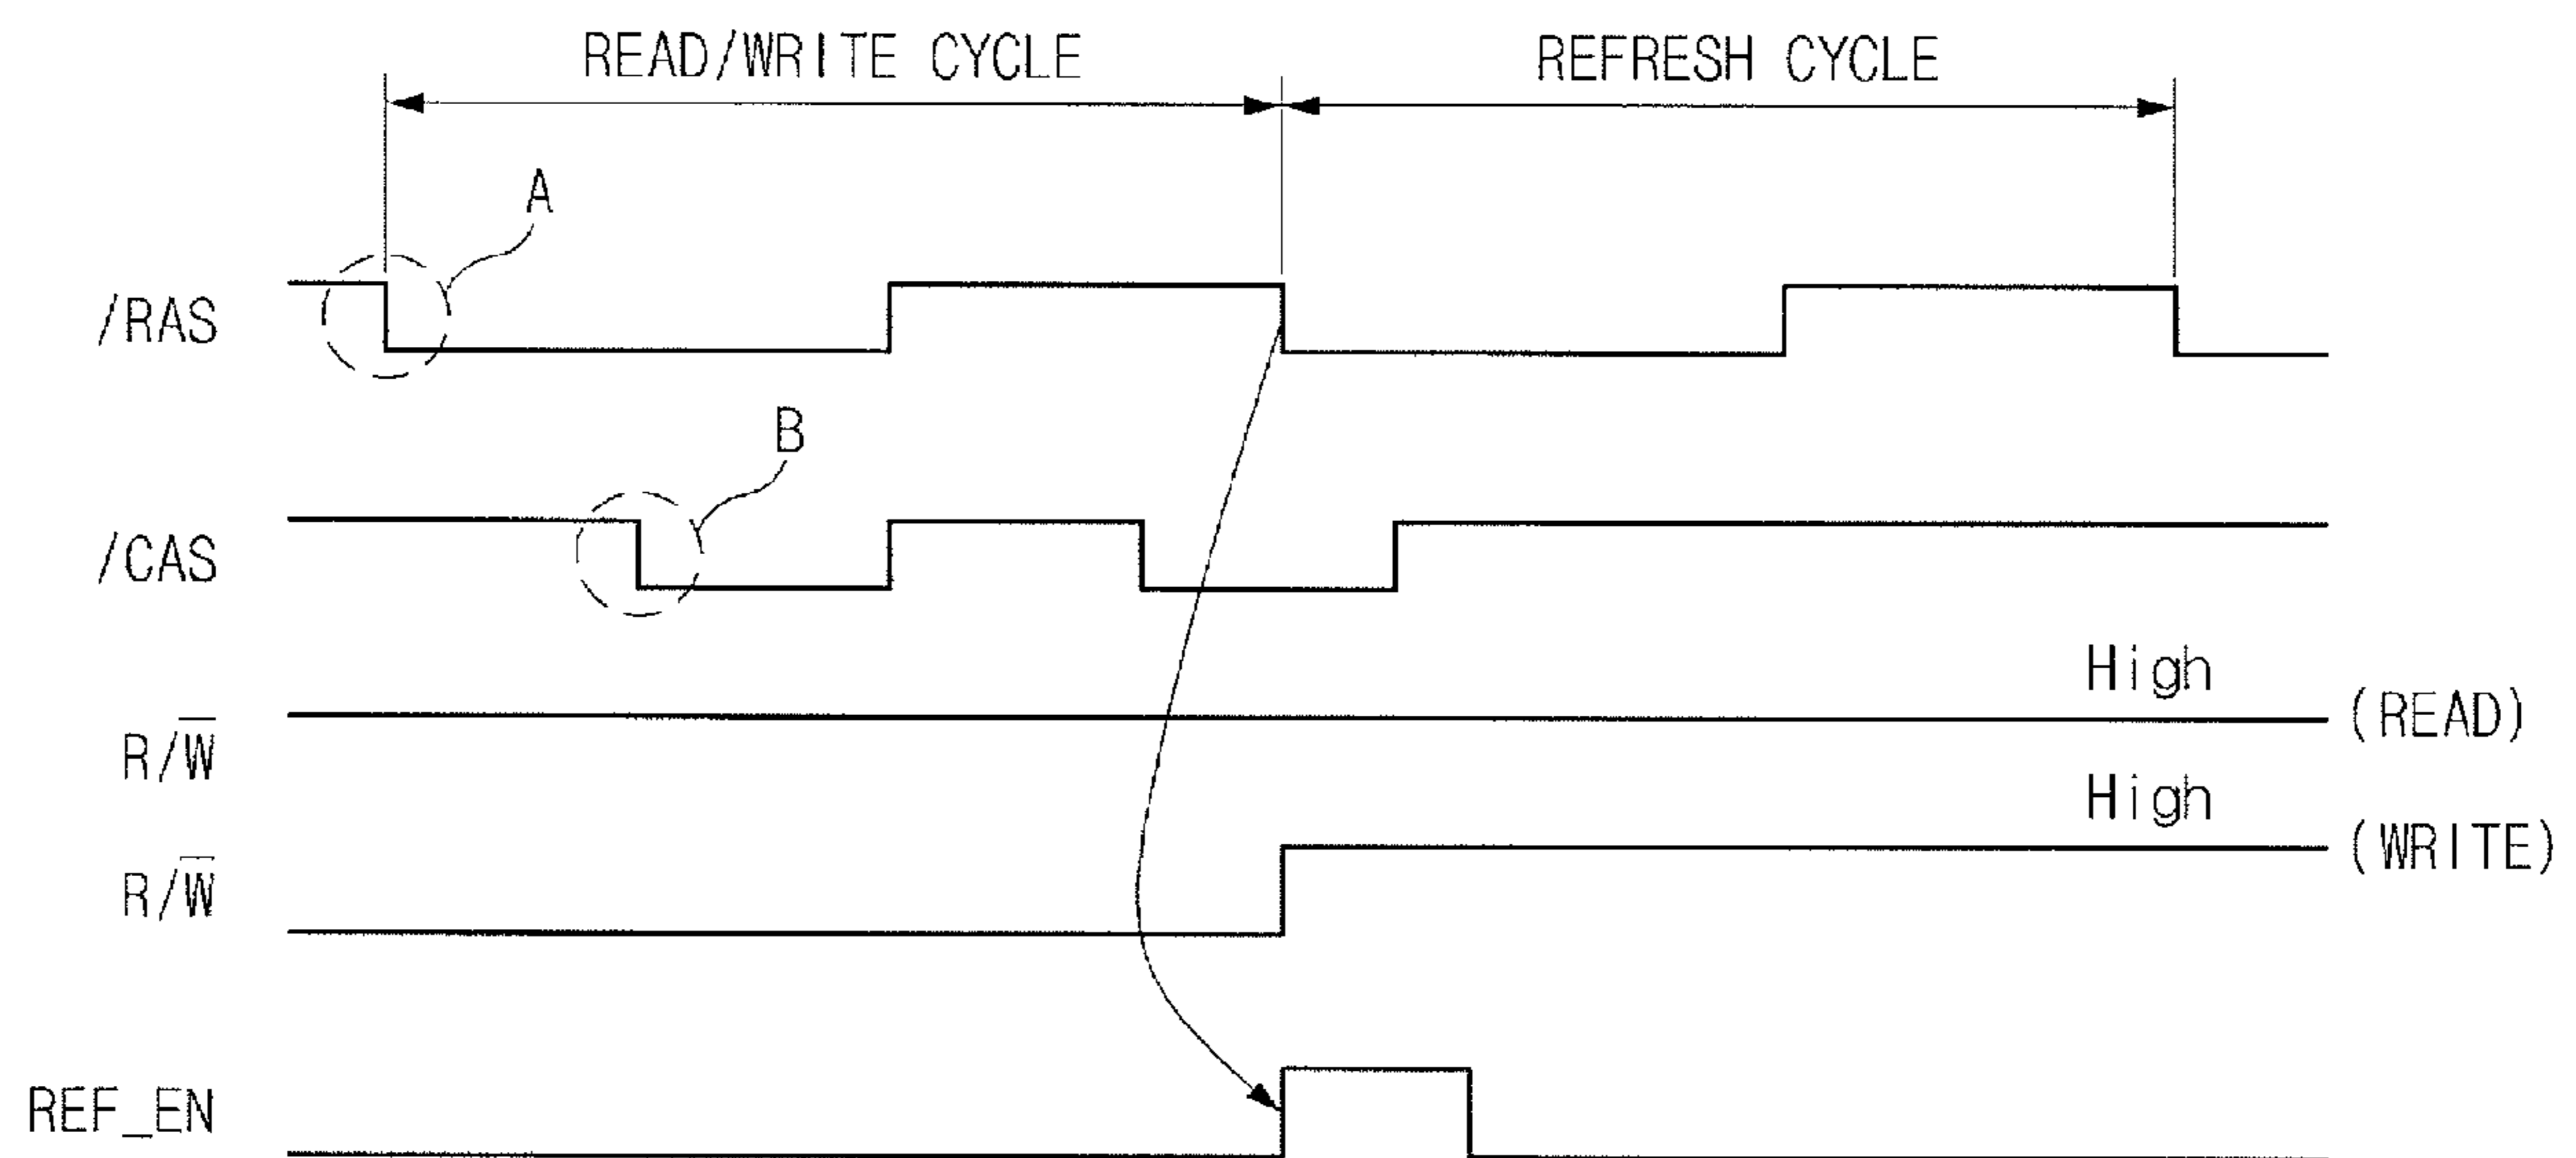 READ/WRITE CYCLE
REFRESH CYCLE
A
/RAS
B
/CAS
High
(READ)
R/W̅
High
(WRITE)
R/W̅
REF_EN